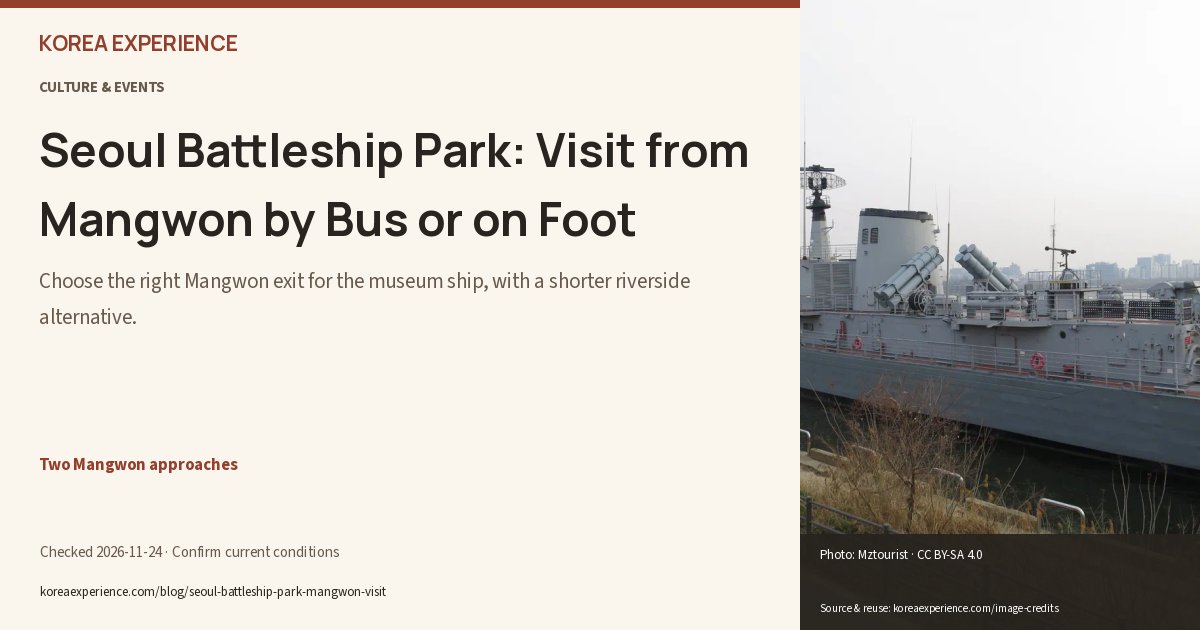 KOREA EXPERIENCE
CULTURE & EVENTS
Seoul Battleship Park: Visit from
Mangwon by Bus or on Foot
Choose the right Mangwon exit for the museum ship, with a shorter riverside
alternative.
Two Mangwon approaches
Checked 2026-11-24 · Confirm current conditions
koreaexperience.com/blog/seoul-battleship-park-mangwon-visit
Photo: Mztourist · CC BY-SA 4.0
Source & reuse: koreaexperience.com/image-credits